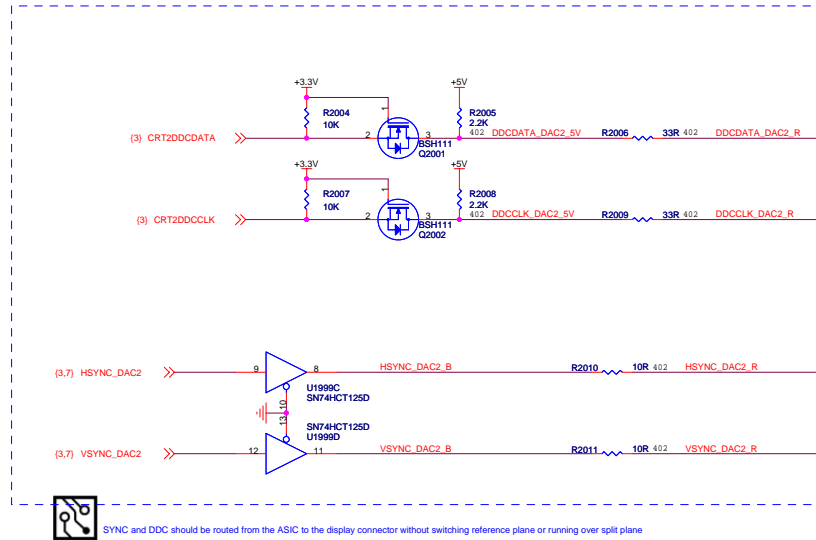 +3.3V
+5V
1
R2004
10K
R2005
2.2K
{3} CRT2DDCDATA
2
3
402
DDCDATA_DAC2_5V
R2006
33R
402
DDCDATA_DAC2_R
BSH111
Q2001
+3.3V
+5V
1
R2007
10K
R2008
2.2K
{3} CRT2DDCCLK
2
3
402
DDCCLK_DAC2_5V
R2009
33R
402
DDCCLK_DAC2_R
BSH111
Q2002
{3,7} HSYNC_DAC2
9
8
HSYNC_DAC2_B
R2010
10R
402
HSYNC_DAC2_R
U1999C
SN74HCT125D
10
13
SN74HCT125D
U1999D
{3,7} VSYNC_DAC2
12
11
VSYNC_DAC2_B
R2011
10R
402
VSYNC_DAC2_R
SYNC and DDC should be routed from the ASIC to the display connector without switching reference plane or running over split plane